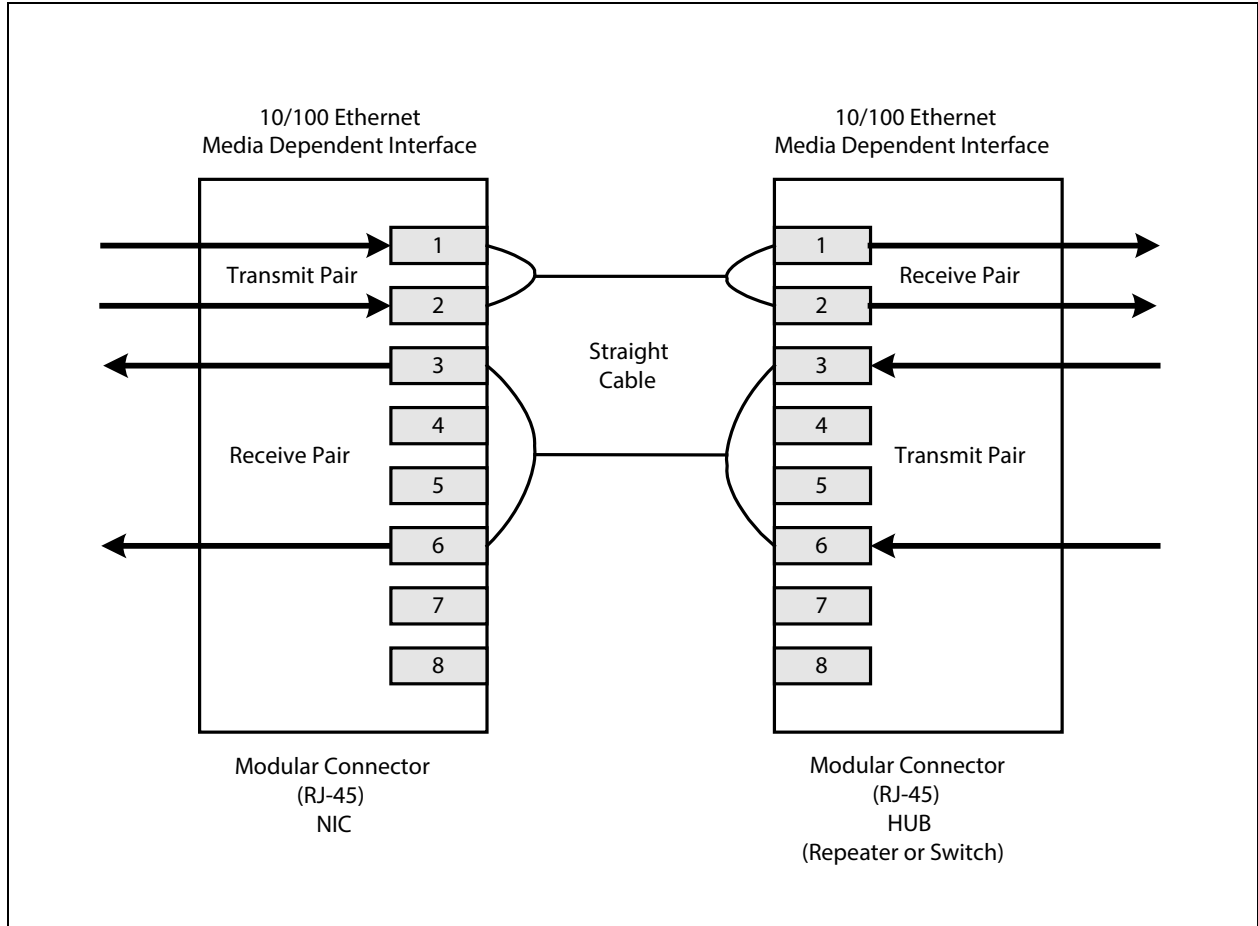 10/100 Ethernet
Media Dependent Interface
10/100 Ethernet
Media Dependent Interface
1
Transmit Pair
2
3
4
Receive Pair
5
6
7
8
Straight
Cable
1
Receive Pair
2
3
4
Transmit Pair
5
6
7
8
Modular Connector
(RJ-45)
NIC
Modular Connector
(RJ-45)
HUB
(Repeater or Switch)